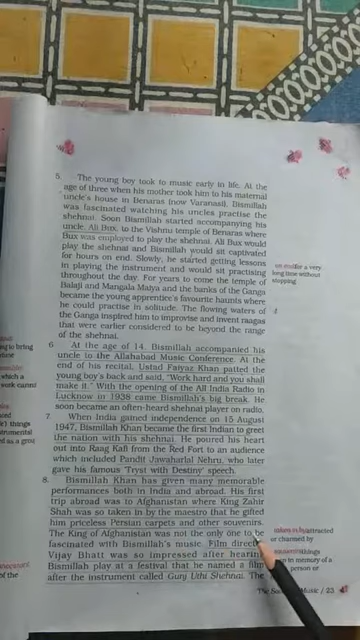 5. The young boy took to music early in life. At the
age of three when his mother took him to his maternal
uncle's house in Benaras (now Varanasi), Bismillah
was fascinated watching his uncles practise the
shehnai. Soon Bismillah started accompanying his
uncle, Ali Bux, to the Vishnu temple of Benaras where
Bux was employed to play the shehnai. Ali Bux would
play the shehnai and Bismillah would sit captivated
for hours on end. Slowly, he started getting lessons
in playing the instrument and would sit practising
throughout the day. For years to come the temple of
Balaji and Mangala Maiya and the banks of the Ganga
became the young apprentice's favourite haunts where
he could practise in solitude. The flowing waters of
the Ganga inspired him to improvise and invent raagas
that were earlier considered to be beyond the range
of the shehnai.
6. At the age of 14, Bismillah accompanied his
uncle to the Allahabad Music Conference. At the
end of his recital, Ustad Faiyaz Khan patted the
young boy's back and said, "Work hard and you shall
make it." With the opening of the All India Radio in
Lucknow in 1938 came Bismillah's big break. He
soon became an often-heard shehnai player on radio.
7. When India gained independence on 15 August
1947, Bismillah Khan became the first Indian to greet
the nation with his shehnai. He poured his heart
out into Raag Kafi from the Red Fort to an audience
which included Pandit Jawaharlal Nehru, who later
gave his famous 'Tryst with Destiny' speech.
8. Bismillah Khan has given many memorable
performances both in India and abroad. His first
trip abroad was to Afghanistan where King Zahir
Shah was so taken in by the maestro that he gifted
him priceless Persian carpets and other souvenirs.
The King of Afghanistan was not the only one to be
fascinated with Bismillah's music. Film
Vijay Bhatt was so impressed after
Bismillah play at a festival that he named a film
after the instrument called Gunj Uthi Shehnai. The
on end: for a very
long time without
stopping
taken in by: attracted
or charmed by
things
in memory of a
person or
Music / 23
which a
work
of the